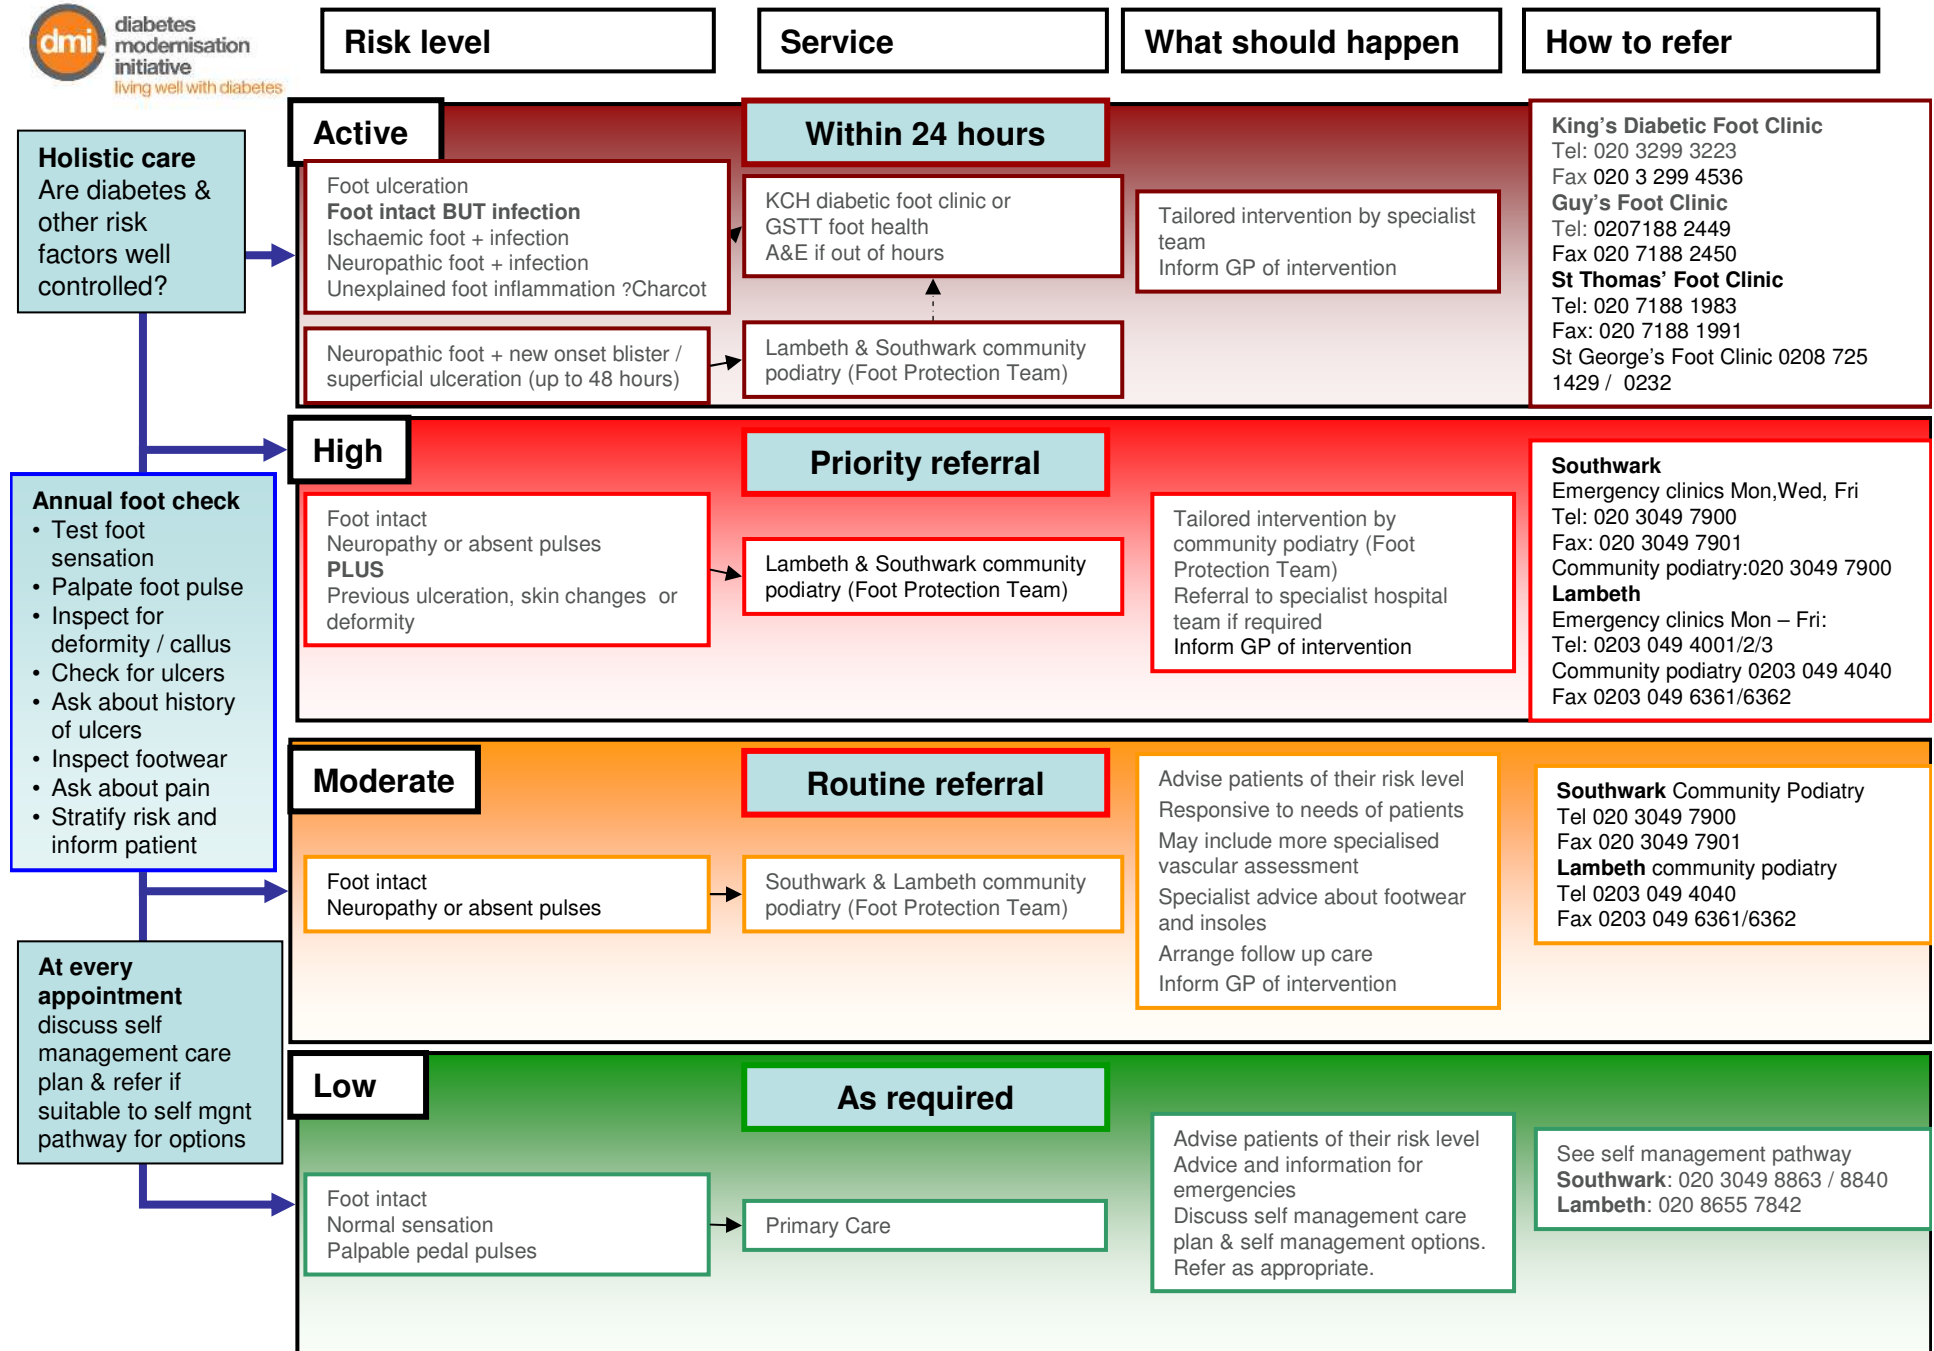 dmi.
diabetes
modernisation
initiative
living well with diabetes
Risk level
Service
What should happen
How to refer
Holistic care
Are diabetes &
other risk
factors well
controlled?
Annual foot check
• Test foot
sensation
• Palpate foot pulse
• Inspect for
deformity / callus
• Check for ulcers
• Ask about history
of ulcers
• Inspect footwear
• Ask about pain
• Stratify risk and
inform patient
At every
appointment
discuss self
management care
plan & refer if
suitable to self mgnt
pathway for options
Active
Within 24 hours
Foot ulceration
Foot intact BUT infection
Ischaemic foot + infection
Neuropathic foot + infection
Unexplained foot inflammation ?Charcot
KCH diabetic foot clinic or
GSTT foot health
A&E if out of hours
Tailored intervention by specialist
team
Inform GP of intervention
Neuropathic foot + new onset blister /
superficial ulceration (up to 48 hours)
Lambeth & Southwark community
podiatry (Foot Protection Team)
King's Diabetic Foot Clinic
Tel: 020 3299 3223
Fax 020 3 299 4536
Guy's Foot Clinic
Tel: 0207188 2449
Fax 020 7188 2450
St Thomas' Foot Clinic
Tel: 020 7188 1983
Fax: 020 7188 1991
St George's Foot Clinic 0208 725
1429 / 0232
High
Priority referral
Foot intact
Neuropathy or absent pulses
PLUS
Previous ulceration, skin changes or
deformity
Lambeth & Southwark community
podiatry (Foot Protection Team)
Tailored intervention by
community podiatry (Foot
Protection Team)
Referral to specialist hospital
team if required
Inform GP of intervention
Southwark
Emergency clinics Mon,Wed, Fri
Tel: 020 3049 7900
Fax: 020 3049 7901
Community podiatry:020 3049 7900
Lambeth
Emergency clinics Mon – Fri:
Tel: 0203 049 4001/2/3
Community podiatry 0203 049 4040
Fax 0203 049 6361/6362
Moderate
Routine referral
Foot intact
Neuropathy or absent pulses
Southwark & Lambeth community
podiatry (Foot Protection Team)
Advise patients of their risk level
Responsive to needs of patients
May include more specialised
vascular assessment
Specialist advice about footwear
and insoles
Arrange follow up care
Inform GP of intervention
Southwark Community Podiatry
Tel 020 3049 7900
Fax 020 3049 7901
Lambeth community podiatry
Tel 0203 049 4040
Fax 0203 049 6361/6362
Low
As required
Foot intact
Normal sensation
Palpable pedal pulses
Primary Care
Advise patients of their risk level
Advice and information for
emergencies
Discuss self management care
plan & self management options.
Refer as appropriate.
See self management pathway
Southwark: 020 3049 8863 / 8840
Lambeth: 020 8655 7842